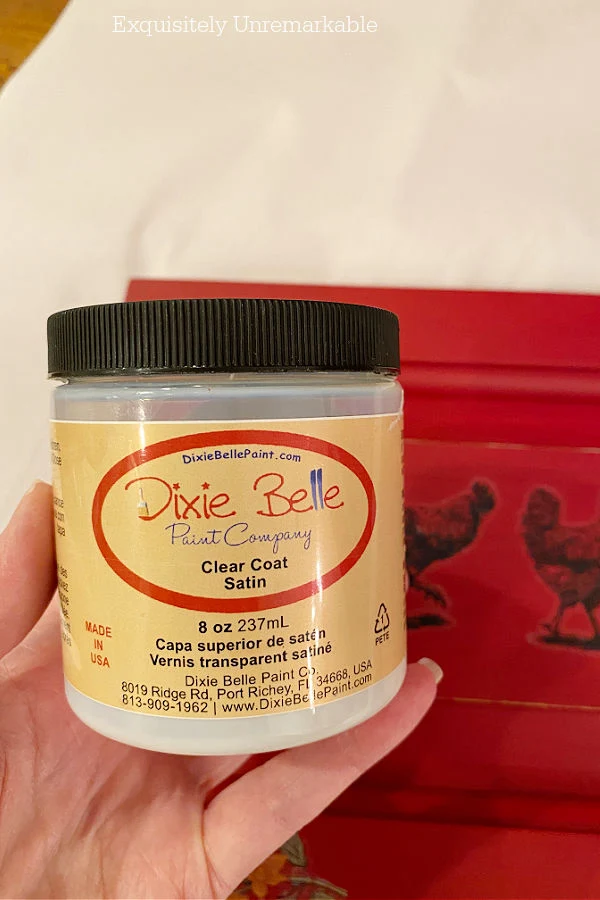 Exquisitely Unremarkable
DixieBellePaint.com
Dixie Belle
Paint Company
Clear Coat
Satin
8 oz 237mL
Capa superior de satén
Vernis transparent satiné
Dixie Belle Paint Co.
8019 Ridge Rd, Port Richey, FL 34668, USA
813-909-1962 | www.DixieBellePaint.com
MADE
IN
USA
1
PETE